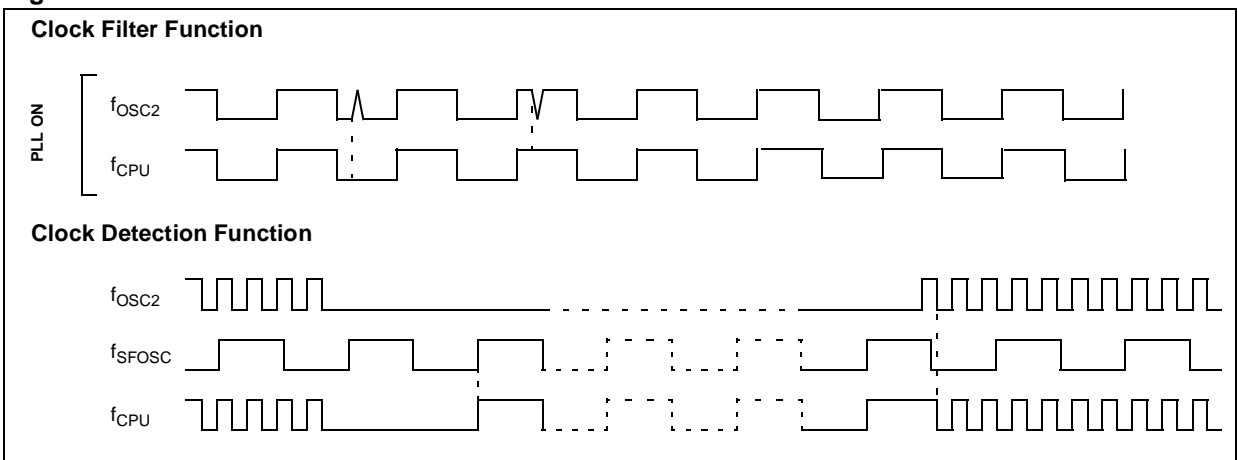 Clock Filter Function
PLL ON
fOSC2
fCPU
Clock Detection Function
fOSC2
fSFOSC
fCPU